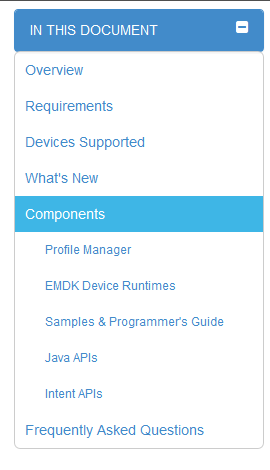 IN THIS DOCUMENT
Overview
Requirements
Devices Supported
What's New
Components
Profile Manager
EMDK Device Runtimes
Samples & Programmer's Guide
Java APIs
Intent APIs
Frequently Asked Questions